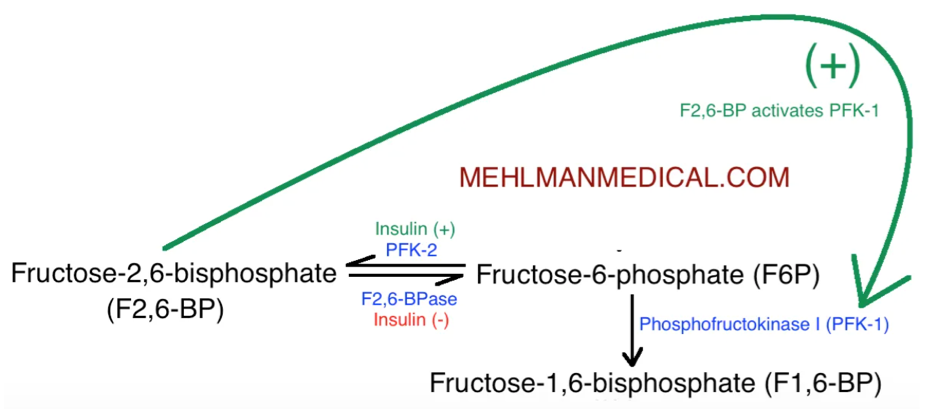 (+)
F2,6-BP activates PFK-1
MEHLMANMEDICAL.COM
Insulin (+)
PFK-2
Fructose-2,6-bisphosphate
(F2,6-BP)
Fructose-6-phosphate (F6P)
F2,6-BPase
Insulin (-)
Phosphofructokinase I (PFK-1)
Fructose-1,6-bisphosphate (F1,6-BP)